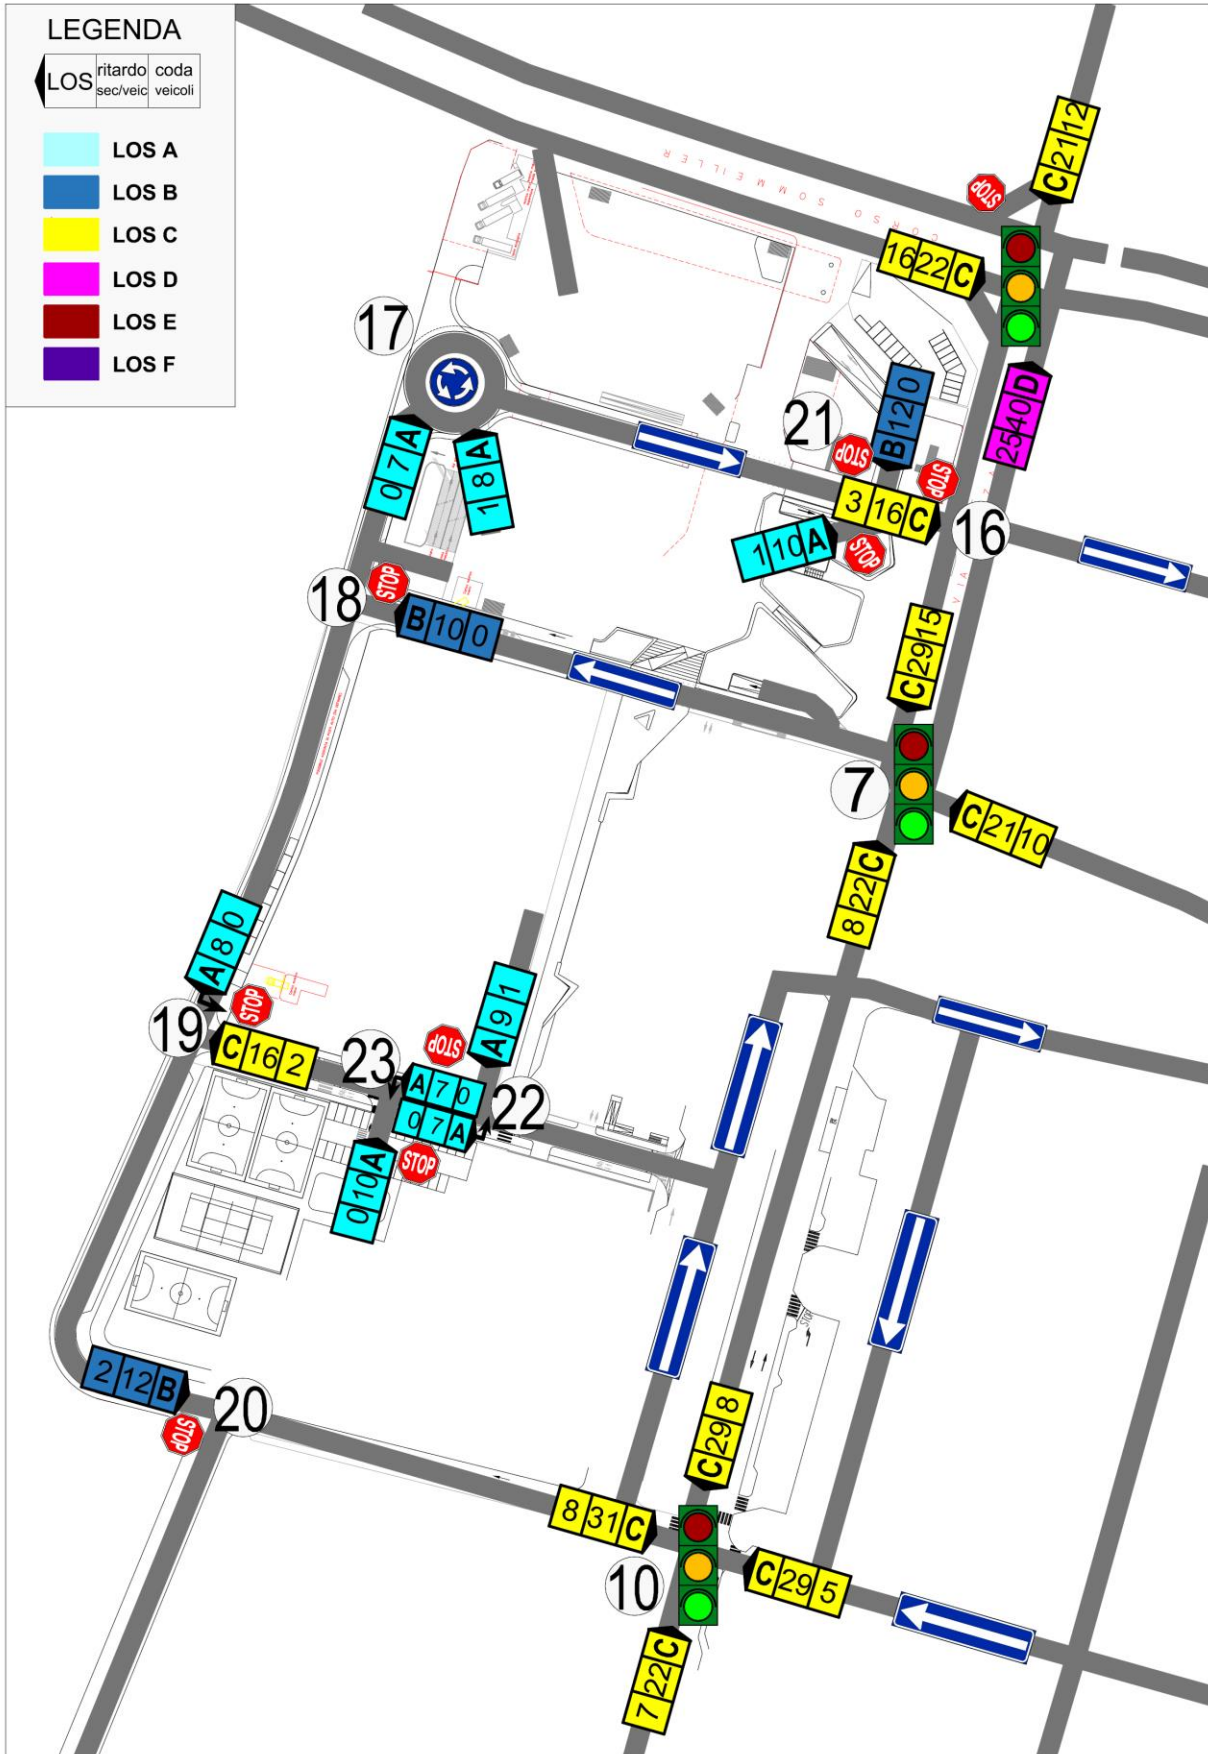 LEGENDA
LOS ritardo sec/veic coda veicoli
LOS A
LOS B
LOS C
LOS D
LOS E
LOS F
C 21 12
STOP
CORSO SOMMEILLER
16 22 C
17
25 40 D
21
B 12 0
STOP
STOP
0 7 A
1 8 A
3 16 C
16
1 10 A
STOP
VIA
18
STOP
B 10 0
C 29 15
7
C 21 10
8 22 C
A 8 0
A 9 1
19
STOP
C 16 2
23
STOP
A 7 0
0 7 A
22
STOP
0 10 A
STOP
2 12 B
20
STOP
C 29 8
8 31 C
10
C 29 5
7 22 C